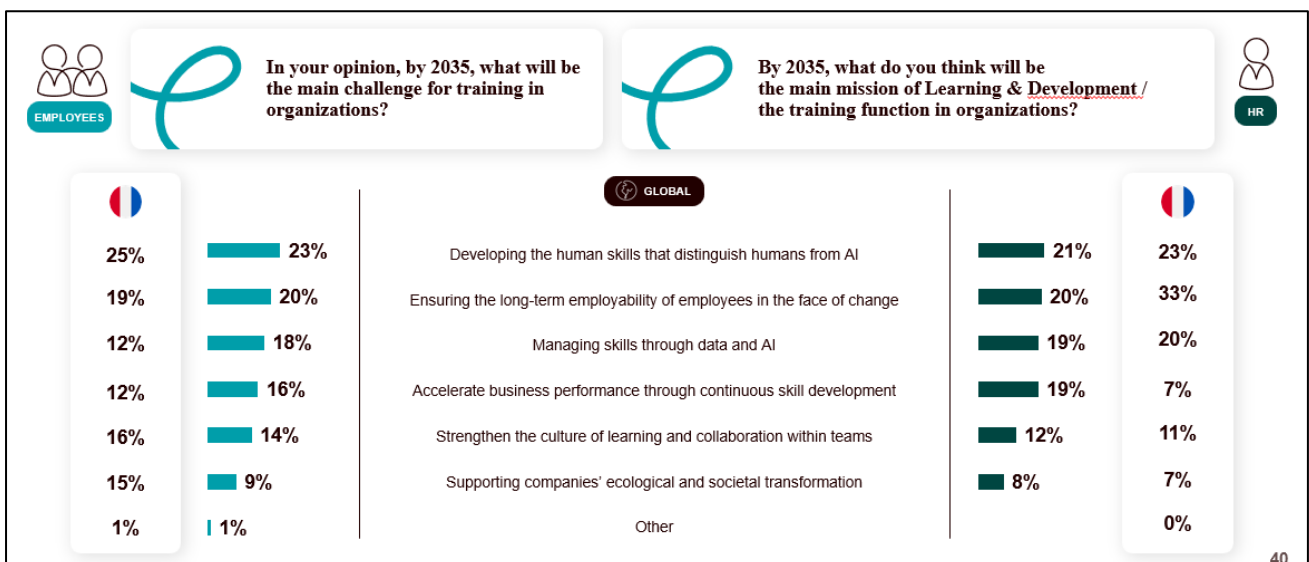 EMPLOYEES
In your opinion, by 2035, what will be
the main challenge for training in
organizations?
By 2035, what do you think will be
the main mission of Learning & Development /
the training function in organizations?
HR
GLOBAL
25% 23% Developing the human skills that distinguish humans from AI 21% 23%
19% 20% Ensuring the long-term employability of employees in the face of change 20% 33%
12% 18% Managing skills through data and AI 19% 20%
12% 16% Accelerate business performance through continuous skill development 19% 7%
16% 14% Strengthen the culture of learning and collaboration within teams 12% 11%
15% 9% Supporting companies’ ecological and societal transformation 8% 7%
1% 1% Other 0%
40